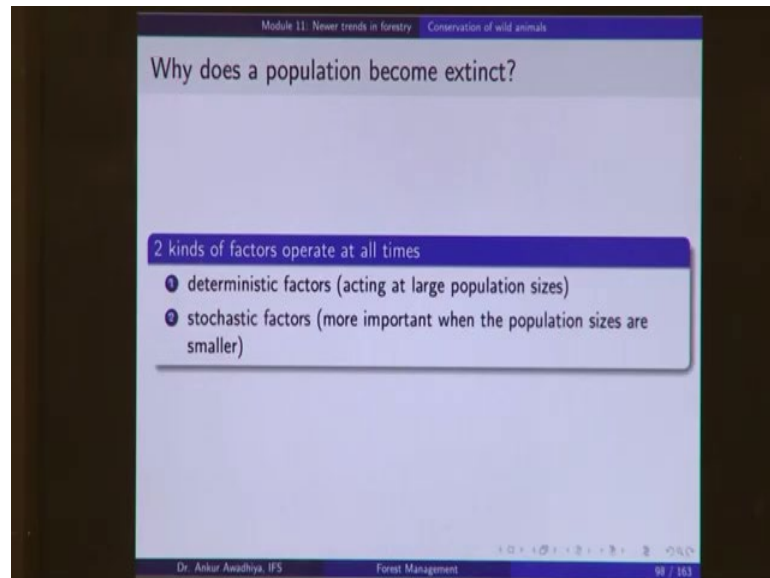 Module 11: Newer trends in forestry Conservation of wild animals
Why does a population become extinct?
2 kinds of factors operate at all times
1 deterministic factors (acting at large population sizes)
2 stochastic factors (more important when the population sizes are
smaller)
Dr. Ankur Awadhiya, IFS Forest Management 98 / 163